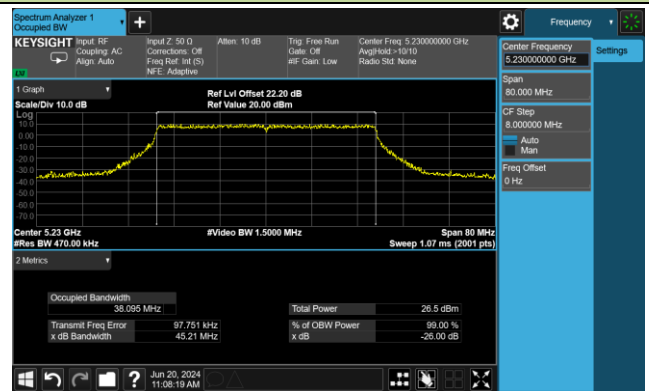 Spectrum Analyzer 1
Occupied BW
Frequency
KEYSIGHT
Input: RF
Coupling: AC
Align: Auto
Input Z: 50 Ω
Corrections: Off
Freq Ref: Int (S)
NFE: Adaptive
Atten: 10 dB
Trig: Free Run
Gate: Off
#IF Gain: Low
Center Freq: 5.230000000 GHz
Avg|Hold:>10/10
Radio Std: None
Center Frequency
5.230000000 GHz
Settings
Span
80.000 MHz
CF Step
8.000000 MHz
Auto
Man
Freq Offset
0 Hz
1 Graph
Ref Lvl Offset 22.20 dB
Scale/Div 10.0 dB
Ref Value 20.00 dBm
Log
10.0
0.00
-10.0
-20.0
-30.0
-40.0
-50.0
-60.0
-70.0
Center 5.23 GHz
#Video BW 1.5000 MHz
Span 80 MHz
#Res BW 470.00 kHz
Sweep 1.07 ms (2001 pts)
2 Metrics
Occupied Bandwidth
38.095 MHz
Total Power
26.5 dBm
Transmit Freq Error
97.751 kHz
% of OBW Power
99.00 %
x dB Bandwidth
45.21 MHz
x dB
-26.00 dB
Jun 20, 2024
11:08:19 AM